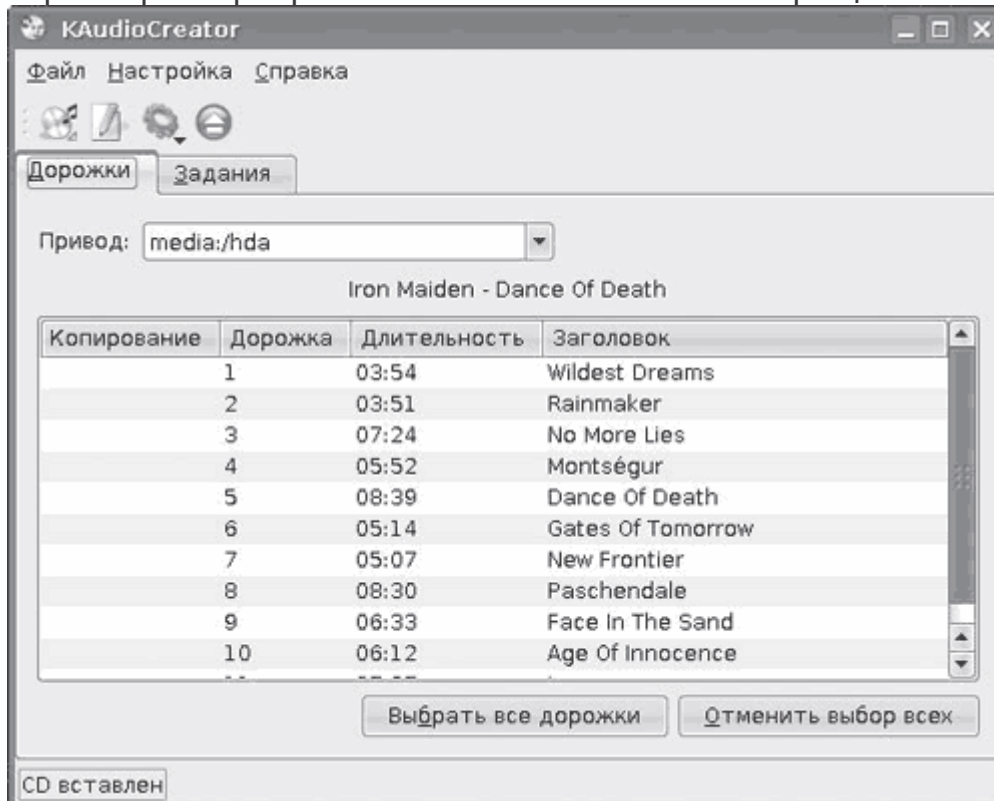 KAudioCreator
Файл Настройка Справка
Дорожки Задания
Привод: media:/hda
Iron Maiden - Dance Of Death
Копирование Дорожка Длительность Заголовок
1 03:54 Wildest Dreams
2 03:51 Rainmaker
3 07:24 No More Lies
4 05:52 Montségur
5 08:39 Dance Of Death
6 05:14 Gates Of Tomorrow
7 05:07 New Frontier
8 08:30 Paschendale
9 06:33 Face In The Sand
10 06:12 Age Of Innocence
Выбрать все дорожки Отменить выбор всех
CD вставлен